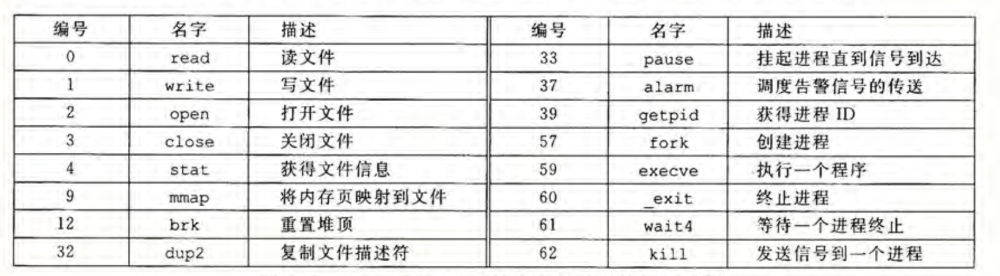 编号 名字 描述 编号 名字 描述
0 read 读文件 33 pause 挂起进程直到信号到达
1 write 写文件 37 alarm 调度告警信号的传送
2 open 打开文件 39 getpid 获得进程 ID
3 close 关闭文件 57 fork 创建进程
4 stat 获得文件信息 59 execve 执行一个程序
9 mmap 将内存页映射到文件 60 _exit 终止进程
12 brk 重置堆顶 61 wait4 等待一个进程终止
32 dup2 复制文件描述符 62 kill 发送信号到一个进程